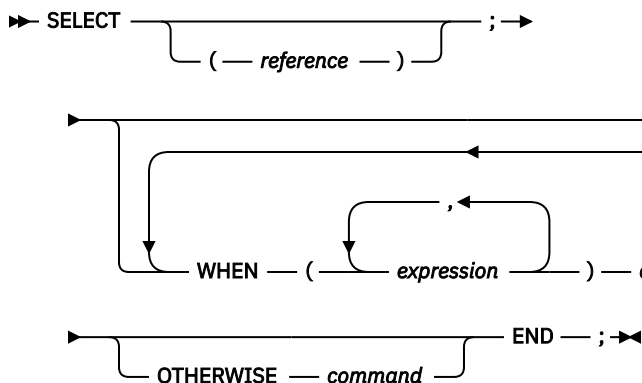 SELECT ( reference ) ;
,
WHEN ( expression )
OTHERWISE command END ;